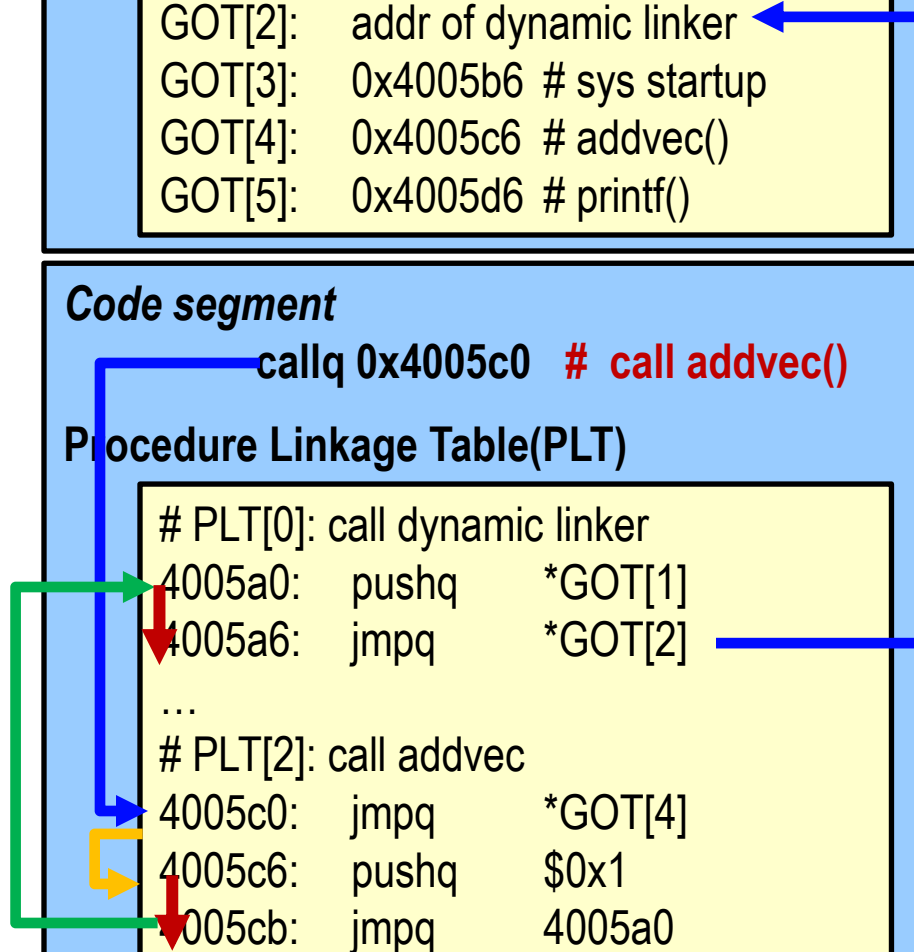 GOT[2]: addr of dynamic linker
GOT[3]: 0x4005b6 # sys startup
GOT[4]: 0x4005c6 # addvec()
GOT[5]: 0x4005d6 # printf()
Code segment
callq 0x4005c0 # call addvec()
Procedure Linkage Table(PLT)
# PLT[0]: call dynamic linker
4005a0: pushq *GOT[1]
4005a6: jmpq *GOT[2]
…
# PLT[2]: call addvec
4005c0: jmpq *GOT[4]
4005c6: pushq $0x1
4005cb: jmpq 4005a0